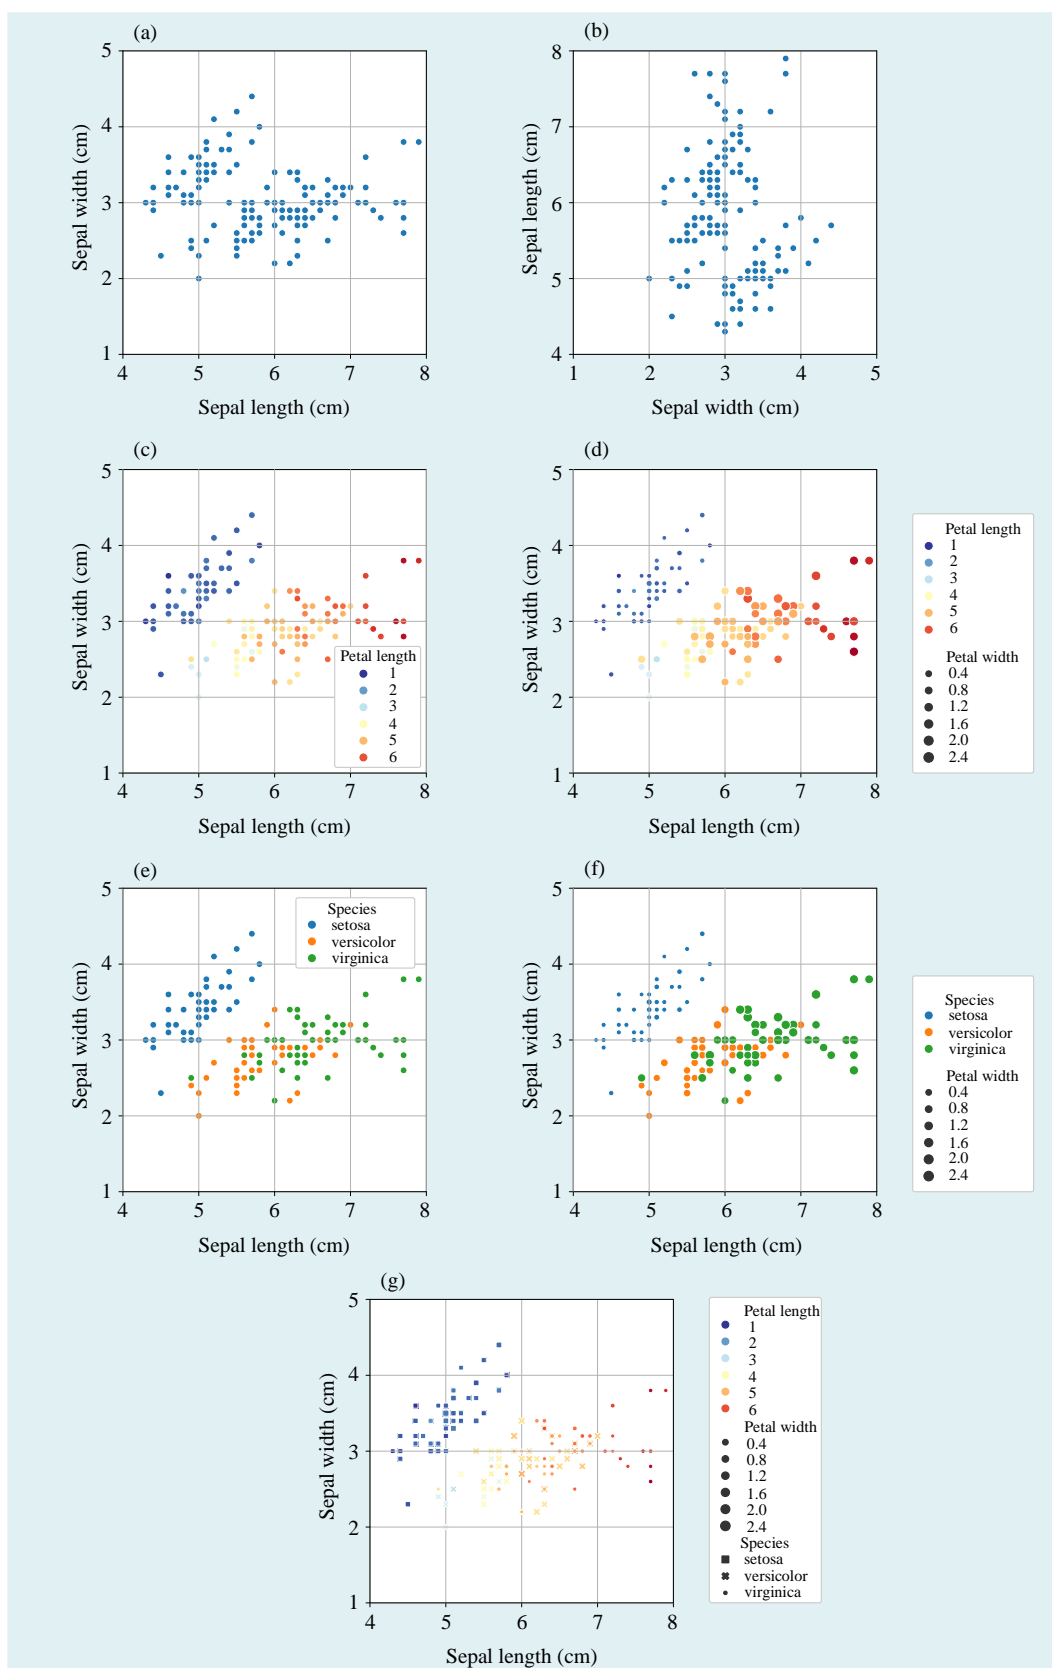 (a)
5
4
3
2
1
4 5 6 7 8
Sepal width (cm)
Sepal length (cm)
(b)
8
7
6
5
4
1 2 3 4 5
Sepal length (cm)
Sepal width (cm)
(c)
5
4
3
2
1
4 5 6 7 8
Sepal width (cm)
Sepal length (cm)
Petal length
1
2
3
4
5
6
(d)
5
4
3
2
1
4 5 6 7 8
Sepal width (cm)
Sepal length (cm)
Petal length
1
2
3
4
5
6
Petal width
0.4
0.8
1.2
1.6
2.0
2.4
(e)
5
4
3
2
1
4 5 6 7 8
Sepal width (cm)
Sepal length (cm)
Species
setosa
versicolor
virginica
(f)
5
4
3
2
1
4 5 6 7 8
Sepal width (cm)
Sepal length (cm)
Species
setosa
versicolor
virginica
Petal width
0.4
0.8
1.2
1.6
2.0
2.4
(g)
5
4
3
2
1
4 5 6 7 8
Sepal width (cm)
Sepal length (cm)
Petal length
1
2
3
4
5
6
Petal width
0.4
0.8
1.2
1.6
2.0
2.4
Species
setosa
versicolor
virginica